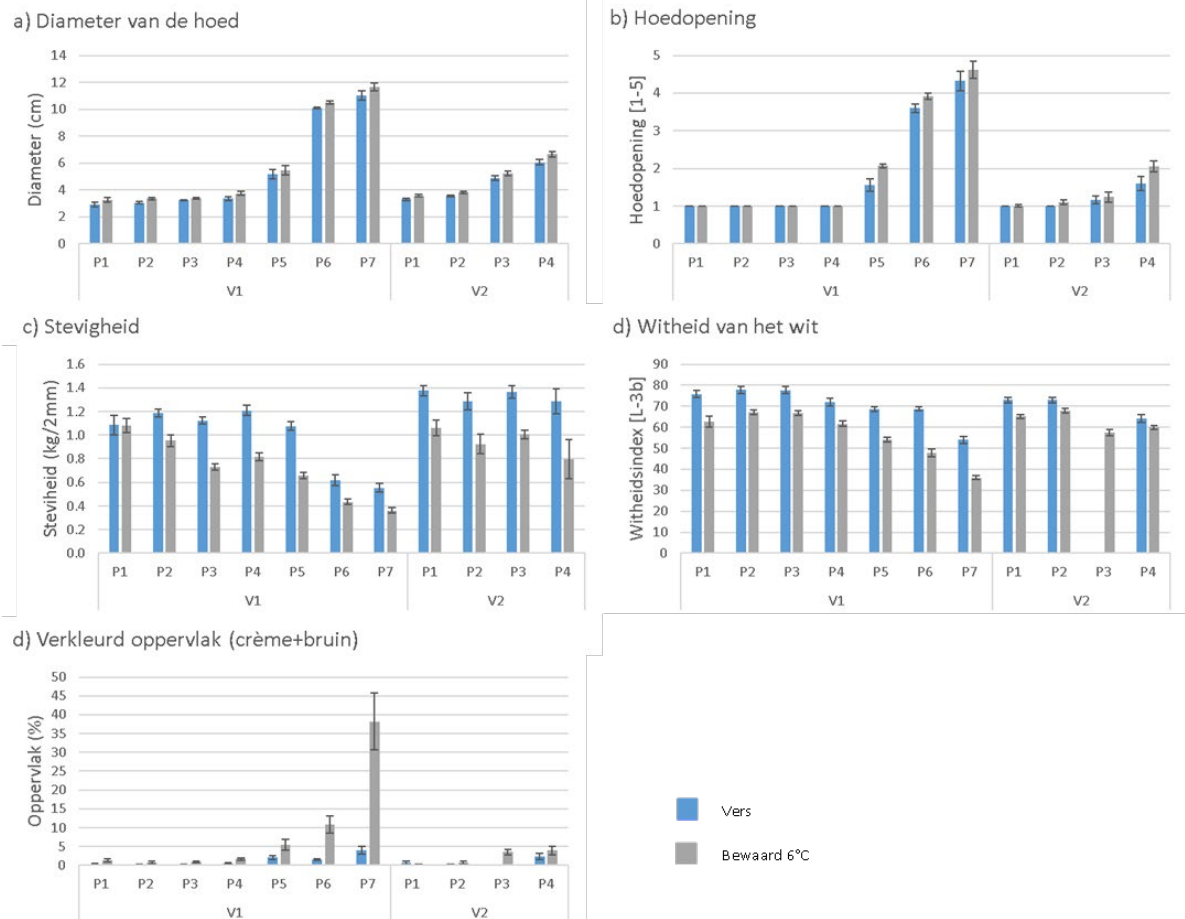 a) Diameter van de hoed
Diameter (cm)
14
12
10
8
6
4
2
0
P1 P2 P3 P4 P5 P6 P7 P1 P2 P3 P4
V1 V2
b) Hoedopening
Hoedopening [1-5]
5
4
3
2
1
0
P1 P2 P3 P4 P5 P6 P7 P1 P2 P3 P4
V1 V2
c) Stevigheid
Steviheid (kg/2mm)
1.6
1.4
1.2
1.0
0.8
0.6
0.4
0.2
0.0
P1 P2 P3 P4 P5 P6 P7 P1 P2 P3 P4
V1 V2
d) Witheid van het wit
Witheidsindex [L-3b]
90
80
70
60
50
40
30
20
10
0
P1 P2 P3 P4 P5 P6 P7 P1 P2 P3 P4
V1 V2
d) Verkleurd oppervlak (crème+bruin)
Oppervlak (%)
50
45
40
35
30
25
20
15
10
5
0
P1 P2 P3 P4 P5 P6 P7 P1 P2 P3 P4
V1 V2
Vers
Bewaard 6°C